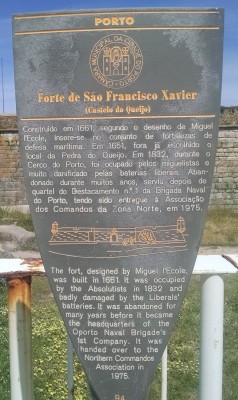 PORTO
CÂMARA MUNICIPAL DA CIDADE DO PORTO
Forte de São Francisco Xavier
(Castelo do Queijo)
Construído em 1661, segundo o desenho de Miguel
l'Ecole, insere-se no conjunto de fortalezas de
defesa marítima. Em 1651, fora já escolhido o
local da Pedra do Queijo. Em 1832, durante o
Cerco do Porto, foi ocupado pelos miguelistas e
muito danificado pelas baterias liberais. Aban-
donado durante muitos anos, serviu depois de
quartel do Destacamento n.º 1 da Brigada Naval
do Porto, tendo sido entregue à Associação
dos Comandos da Zona Norte, em 1975.
The fort, designed by Miguel l'Ecole,
was built in 1661. It was occupied
by the Absolutists in 1832 and
badly damaged by the Liberals'
batteries. It was abandoned for
many years before it became
the headquarters of the
Oporto Naval Brigade's
1st Company. It was
handed over to the
Northern Commandos
Association in
1975.